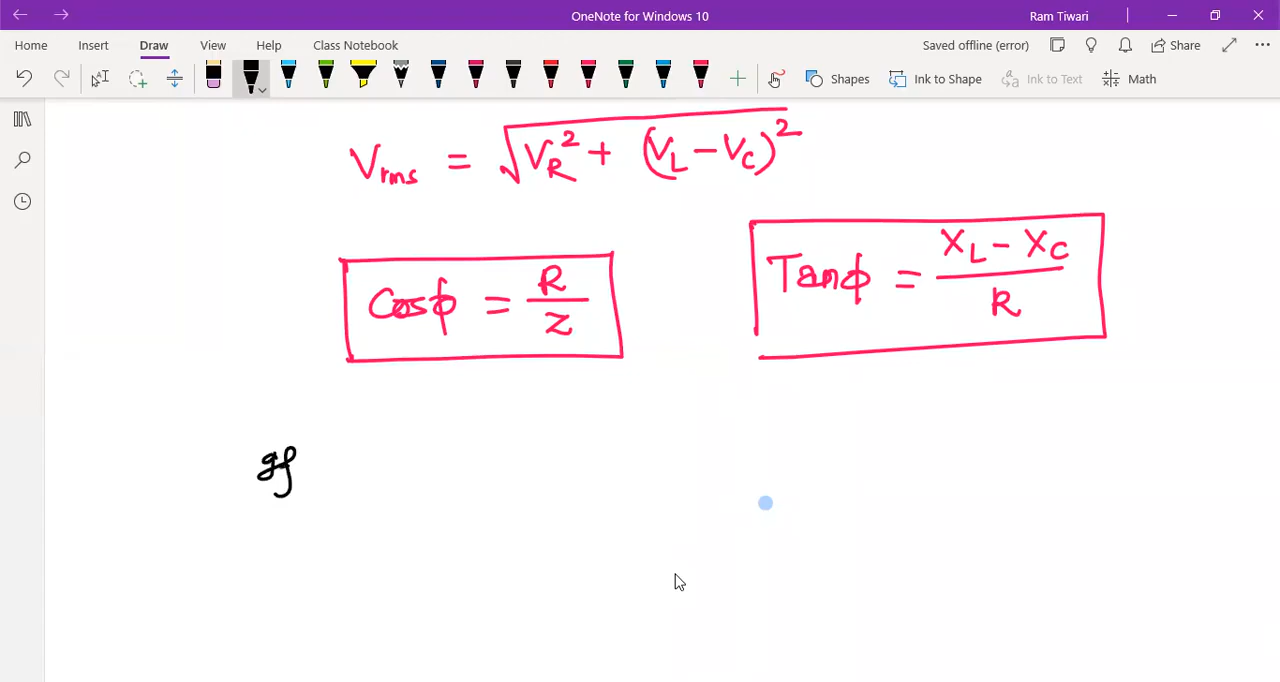 OneNote for Windows 10
Ram Tiwari
Home Insert Draw View Help Class Notebook
Saved offline (error) Share
Shapes Ink to Shape Ink to Text Math
Vrms = √VR² + (VL − VC)²
Cosφ = R/Z
Tanφ = XL − XC / R
If